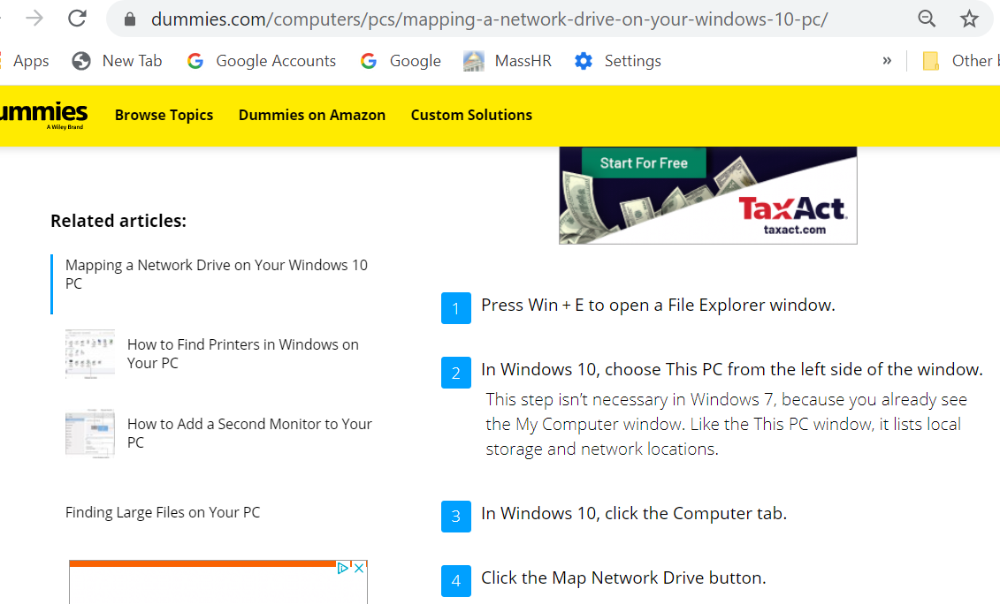 dummies.com/computers/pcs/mapping-a-network-drive-on-your-windows-10-pc/
Apps New Tab Google Accounts Google MassHR Settings » Other
ummies
A Wiley Brand
Browse Topics Dummies on Amazon Custom Solutions
Start For Free
TaxAct.
taxact.com
Related articles:
Mapping a Network Drive on Your Windows 10
PC
How to Find Printers in Windows on
Your PC
How to Add a Second Monitor to Your
PC
Finding Large Files on Your PC
1 Press Win + E to open a File Explorer window.
2 In Windows 10, choose This PC from the left side of the window.
This step isn’t necessary in Windows 7, because you already see
the My Computer window. Like the This PC window, it lists local
storage and network locations.
3 In Windows 10, click the Computer tab.
4 Click the Map Network Drive button.